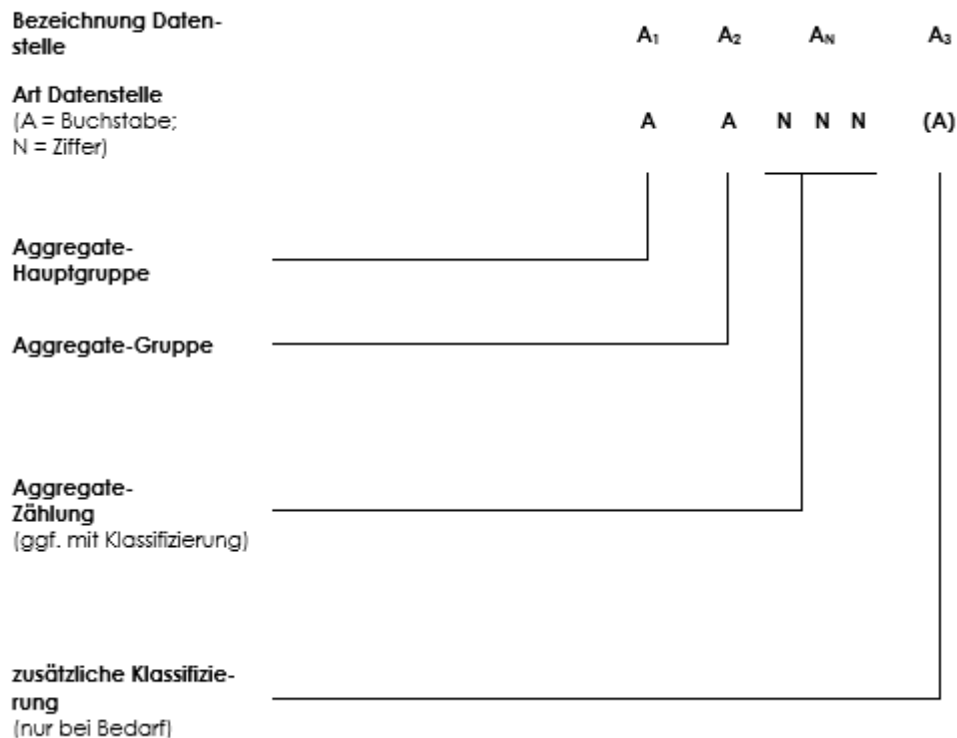 Bezeichnung Daten-
stelle
A₁ A₂ Aₙ A₃
Art Datenstelle
(A = Buchstabe;
N = Ziffer)
A A N N N (A)
Aggregate-
Hauptgruppe
Aggregate-Gruppe
Aggregate-
Zählung
(ggf. mit Klassifizierung)
zusätzliche Klassifizie-
rung
(nur bei Bedarf)